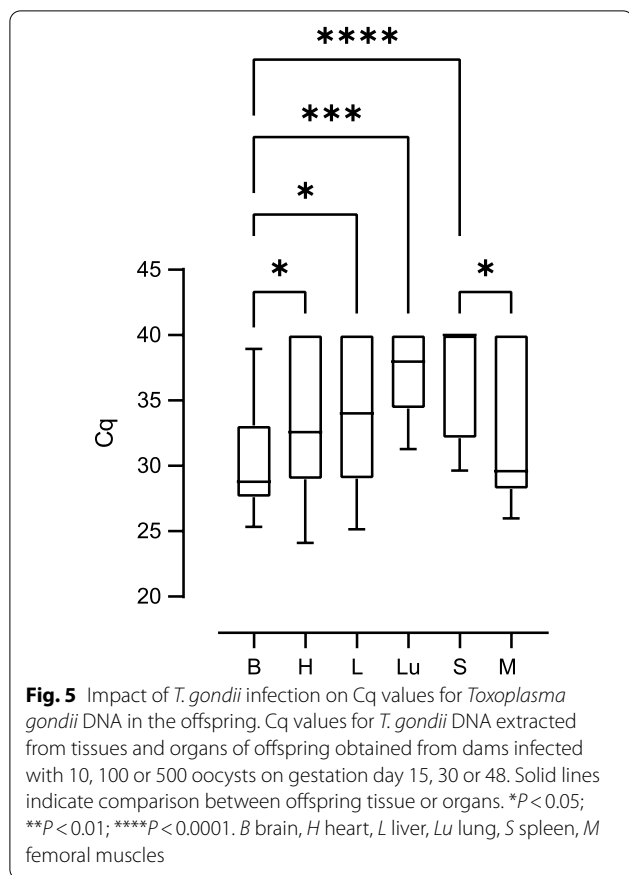 ****
***
*
* *
45
40
35
30
25
20
Cq
B H L Lu S M
Fig. 5 Impact of T. gondii infection on Cq values for Toxoplasma
gondii DNA in the offspring. Cq values for T. gondii DNA extracted
from tissues and organs of offspring obtained from dams infected
with 10, 100 or 500 oocysts on gestation day 15, 30 or 48. Solid lines
indicate comparison between offspring tissue or organs. *P < 0.05;
**P < 0.01; ****P < 0.0001. B brain, H heart, L liver, Lu lung, S spleen, M
femoral muscles